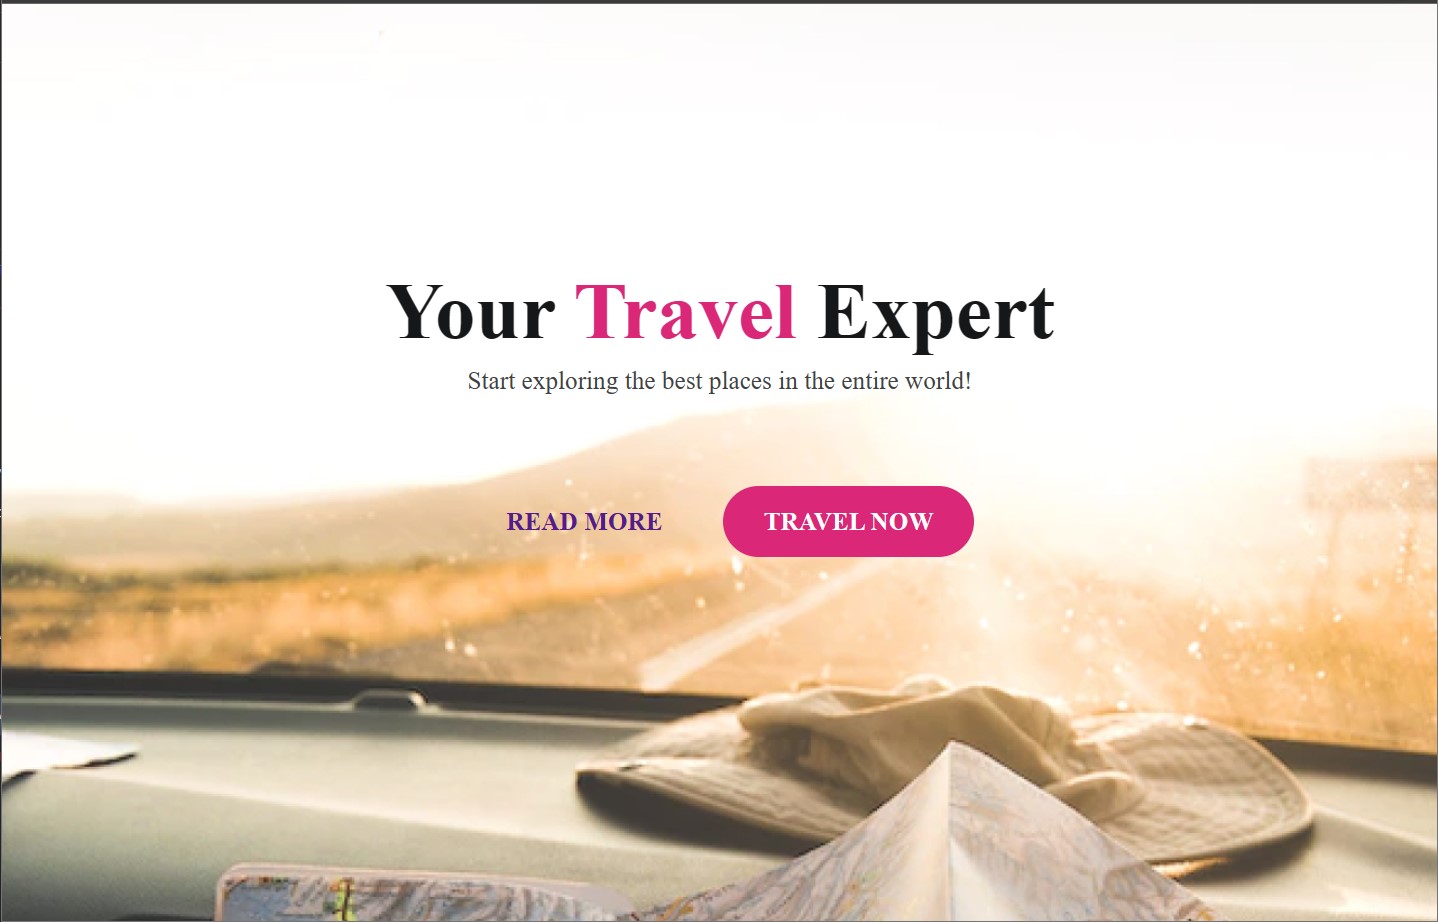 Your Travel Expert
Start exploring the best places in the entire world!
READ MORE
TRAVEL NOW